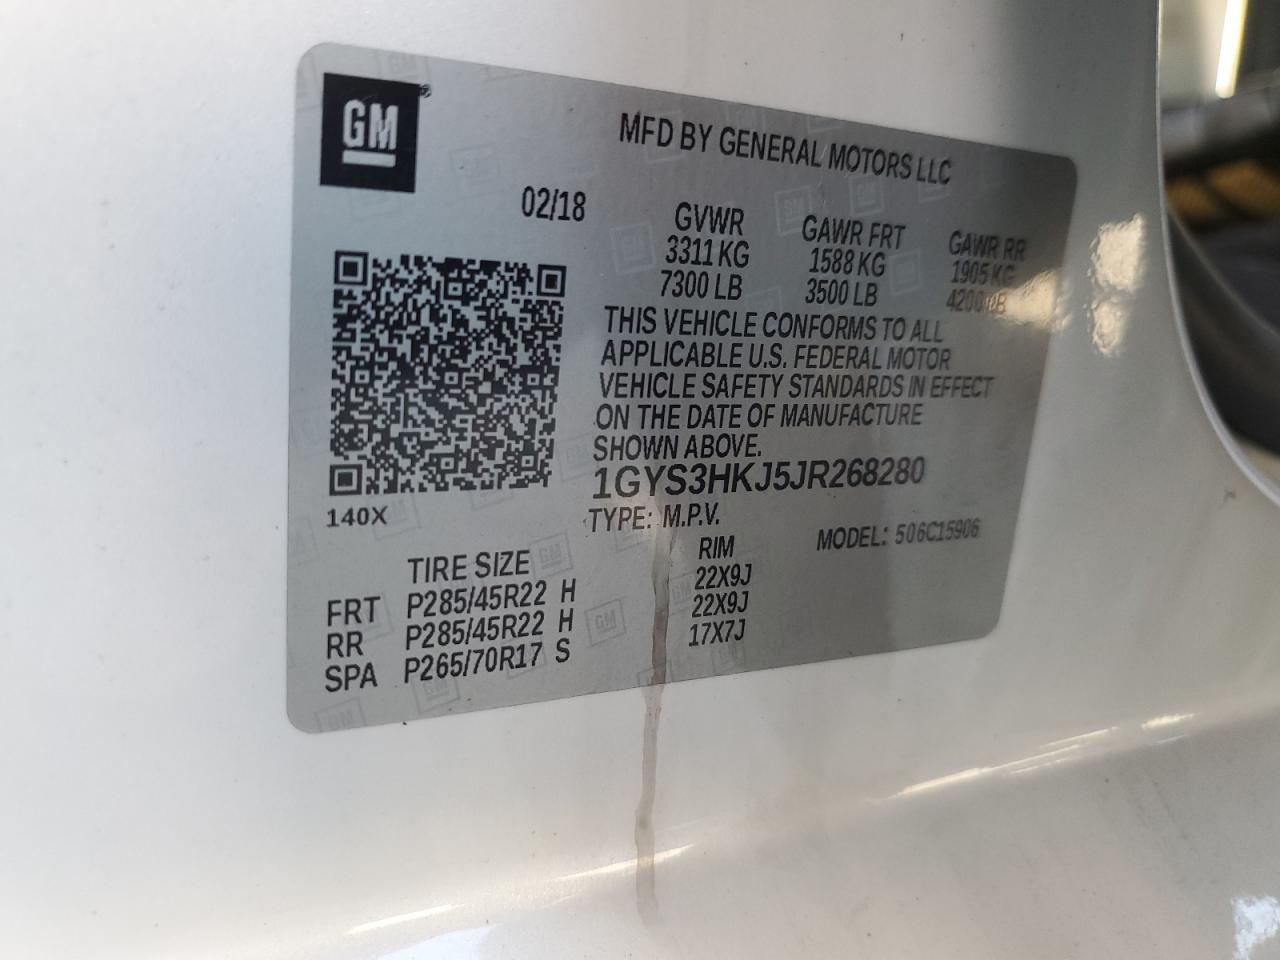 GM
MFD BY GENERAL MOTORS LLC
02/18
GVWR GAWR FRT GAWR RR
3311 KG 1588 KG 1905 KG
7300 LB 3500 LB 4200 LB
THIS VEHICLE CONFORMS TO ALL
APPLICABLE U.S. FEDERAL MOTOR
VEHICLE SAFETY STANDARDS IN EFFECT
ON THE DATE OF MANUFACTURE
SHOWN ABOVE.
1GYS3HKJ5JR268280
140X
TYPE: M.P.V. MODEL: 506C15906
TIRE SIZE RIM
FRT P285/45R22 H 22X9J
RR P285/45R22 H 22X9J
SPA P265/70R17 S 17X7J